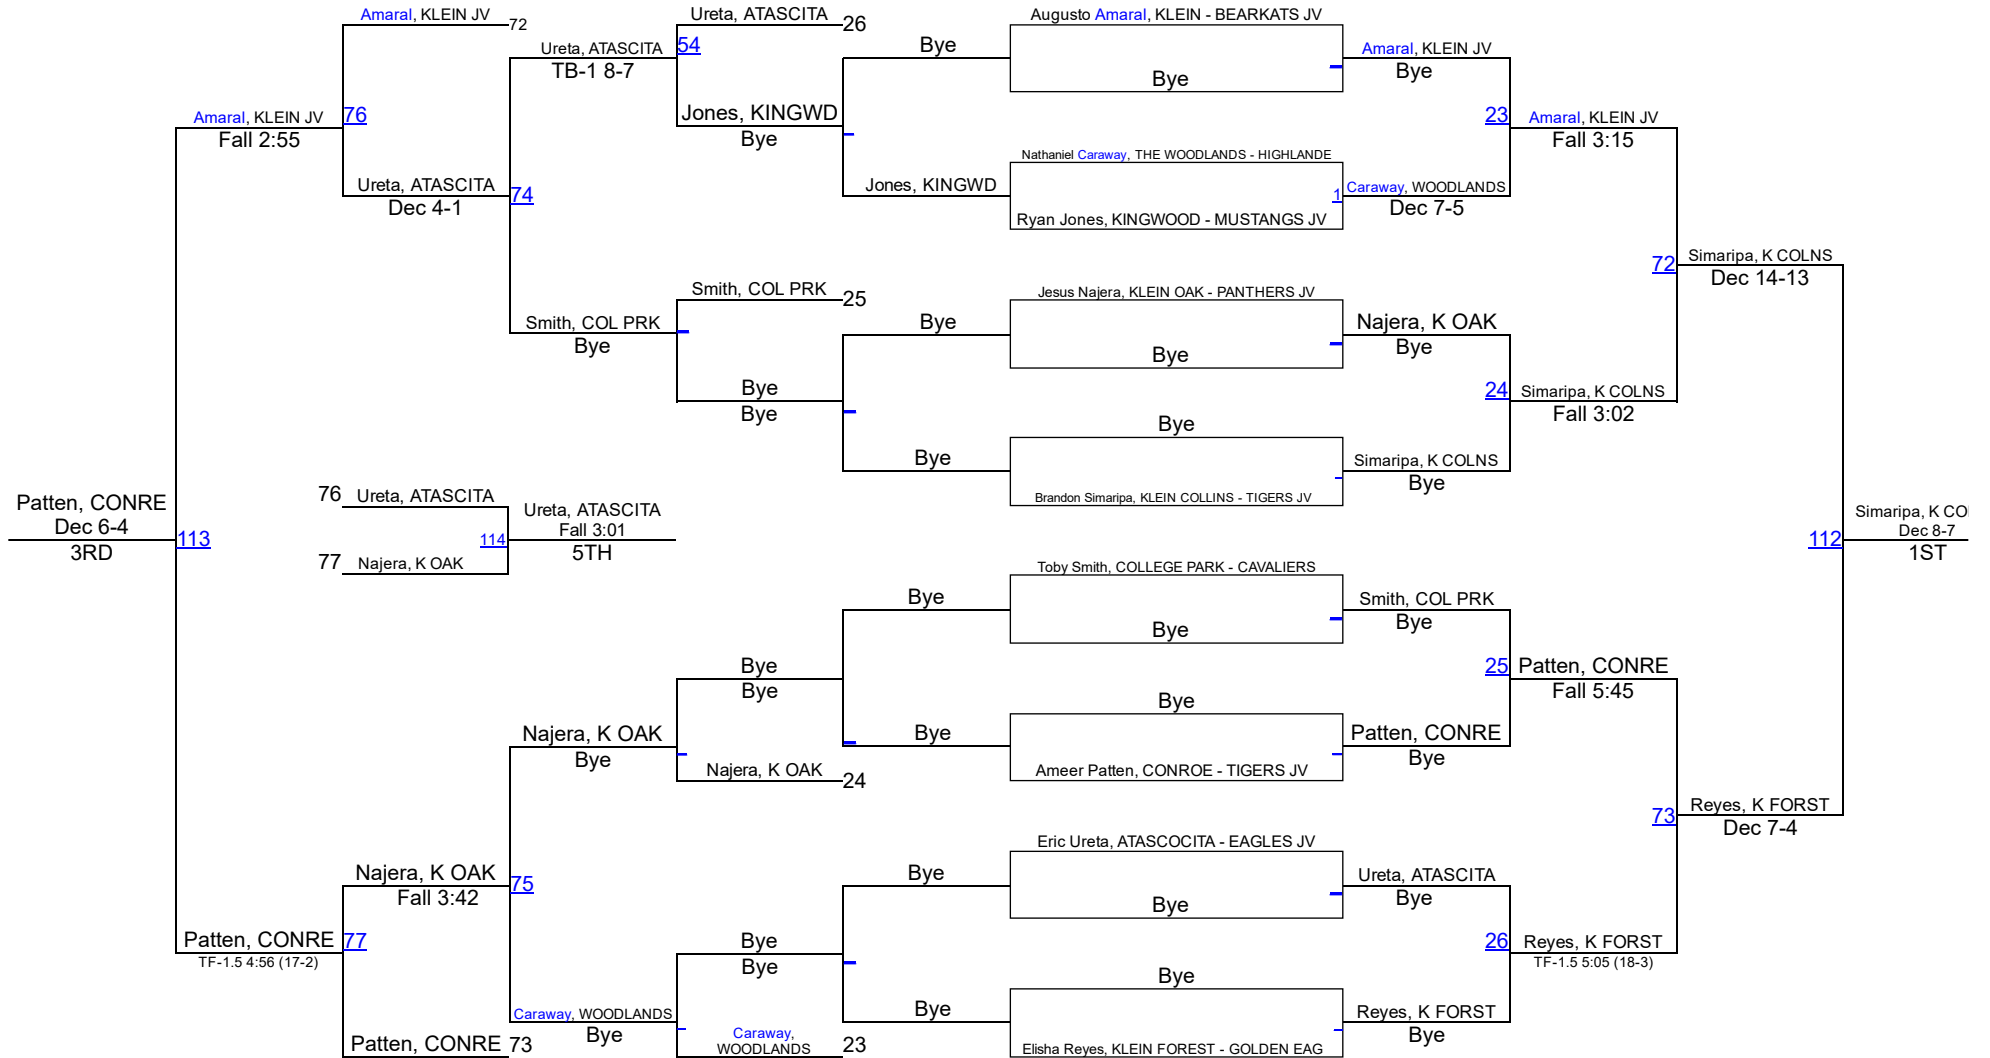 Amaral, KLEIN JV
72
Ureta, ATASCITA
26
Augusto Amaral, KLEIN - BEARKATS JV
Ureta, ATASCITA
54
TB-1 8-7
Bye
Bye
Amaral, KLEIN JV
Bye
Amaral, KLEIN JV
76
Fall 2:55
Jones, KINGWD
Bye
23
Amaral, KLEIN JV
Fall 3:15
Nathaniel Caraway, THE WOODLANDS - HIGHLANDE
Ureta, ATASCITA
74
Dec 4-1
Jones, KINGWD
1
Caraway, WOODLANDS
Dec 7-5
Ryan Jones, KINGWOOD - MUSTANGS JV
72
Simaripa, K COLNS
Dec 14-13
Smith, COL PRK
25
Jesus Najera, KLEIN OAK - PANTHERS JV
Smith, COL PRK
Bye
Bye
Bye
Najera, K OAK
Bye
Bye
Bye
24
Simaripa, K COLNS
Fall 3:02
Bye
Bye
Simaripa, K COLNS
Bye
Brandon Simaripa, KLEIN COLLINS - TIGERS JV
Patten, CONRE
Dec 6-4
3RD
113
76
Ureta, ATASCITA
77
Najera, K OAK
114
Ureta, ATASCITA
Fall 3:01
5TH
112
Simaripa, K CO
Dec 8-7
1ST
Toby Smith, COLLEGE PARK - CAVALIERS
Bye
Bye
Smith, COL PRK
Bye
Bye
Bye
25
Patten, CONRE
Fall 5:45
Bye
Najera, K OAK
Bye
Bye
Patten, CONRE
Bye
Najera, K OAK
24
Ameer Patten, CONROE - TIGERS JV
73
Reyes, K FORST
Dec 7-4
Eric Ureta, ATASCOCITA - EAGLES JV
Najera, K OAK
75
Fall 3:42
Bye
Bye
Ureta, ATASCITA
Bye
Patten, CONRE
77
TF-1.5 4:56 (17-2)
Bye
Bye
26
Reyes, K FORST
TF-1.5 5:05 (18-3)
Bye
Caraway, WOODLANDS
Bye
Bye
Reyes, K FORST
Bye
Patten, CONRE
73
Caraway,
WOODLANDS
23
Elisha Reyes, KLEIN FOREST - GOLDEN EAG